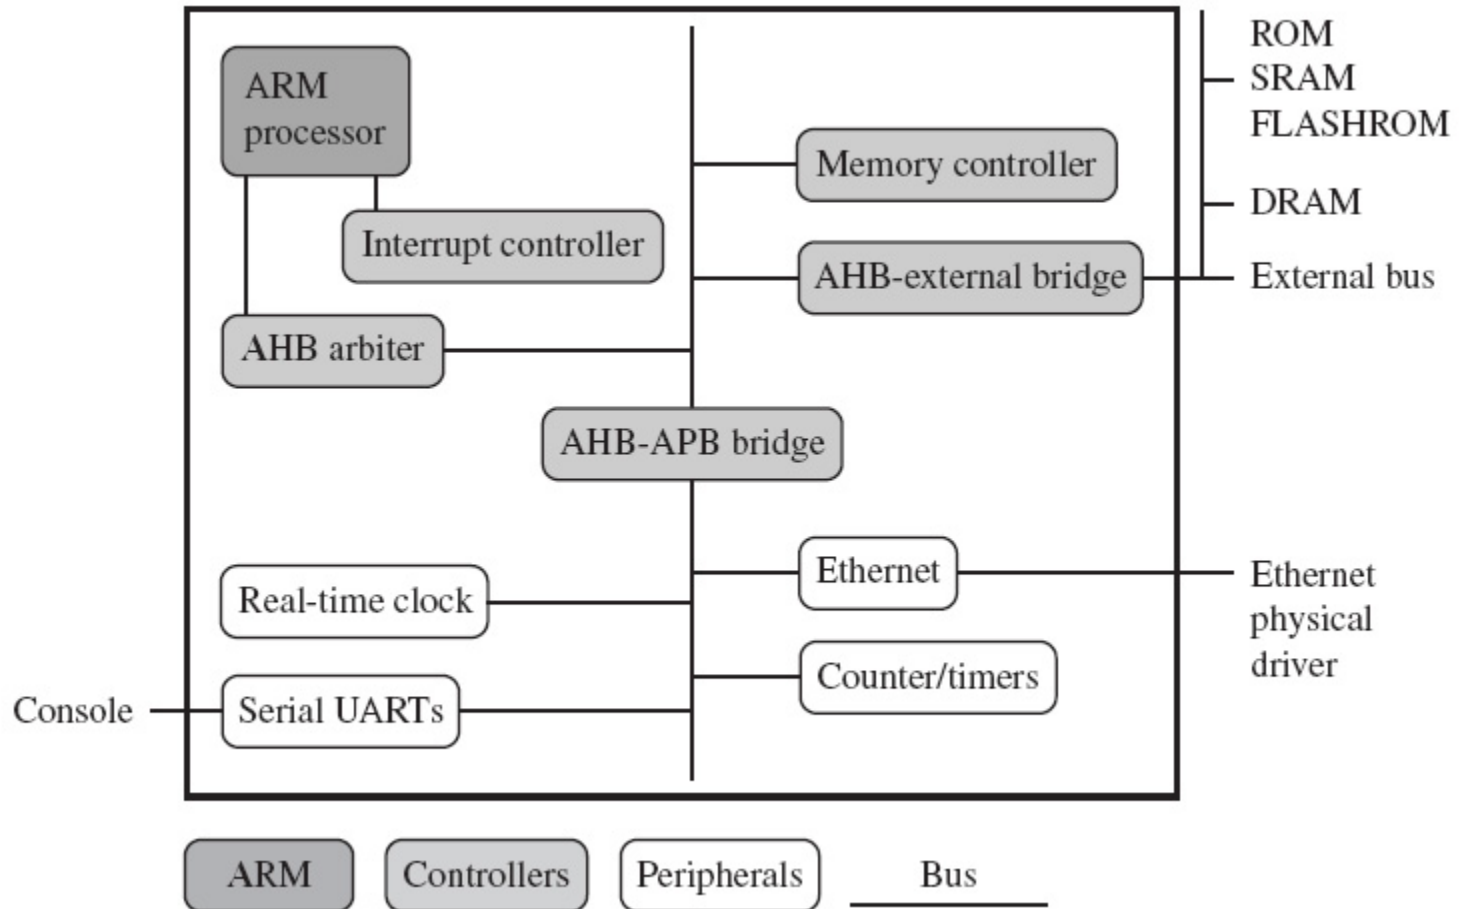 ARM
processor
Interrupt controller
AHB arbiter
Memory controller
AHB-external bridge
AHB-APB bridge
ROM
SRAM
FLASHROM
DRAM
External bus
Real-time clock
Console
Serial UARTs
Ethernet
Counter/timers
Ethernet
physical
driver
ARM
Controllers
Peripherals
Bus